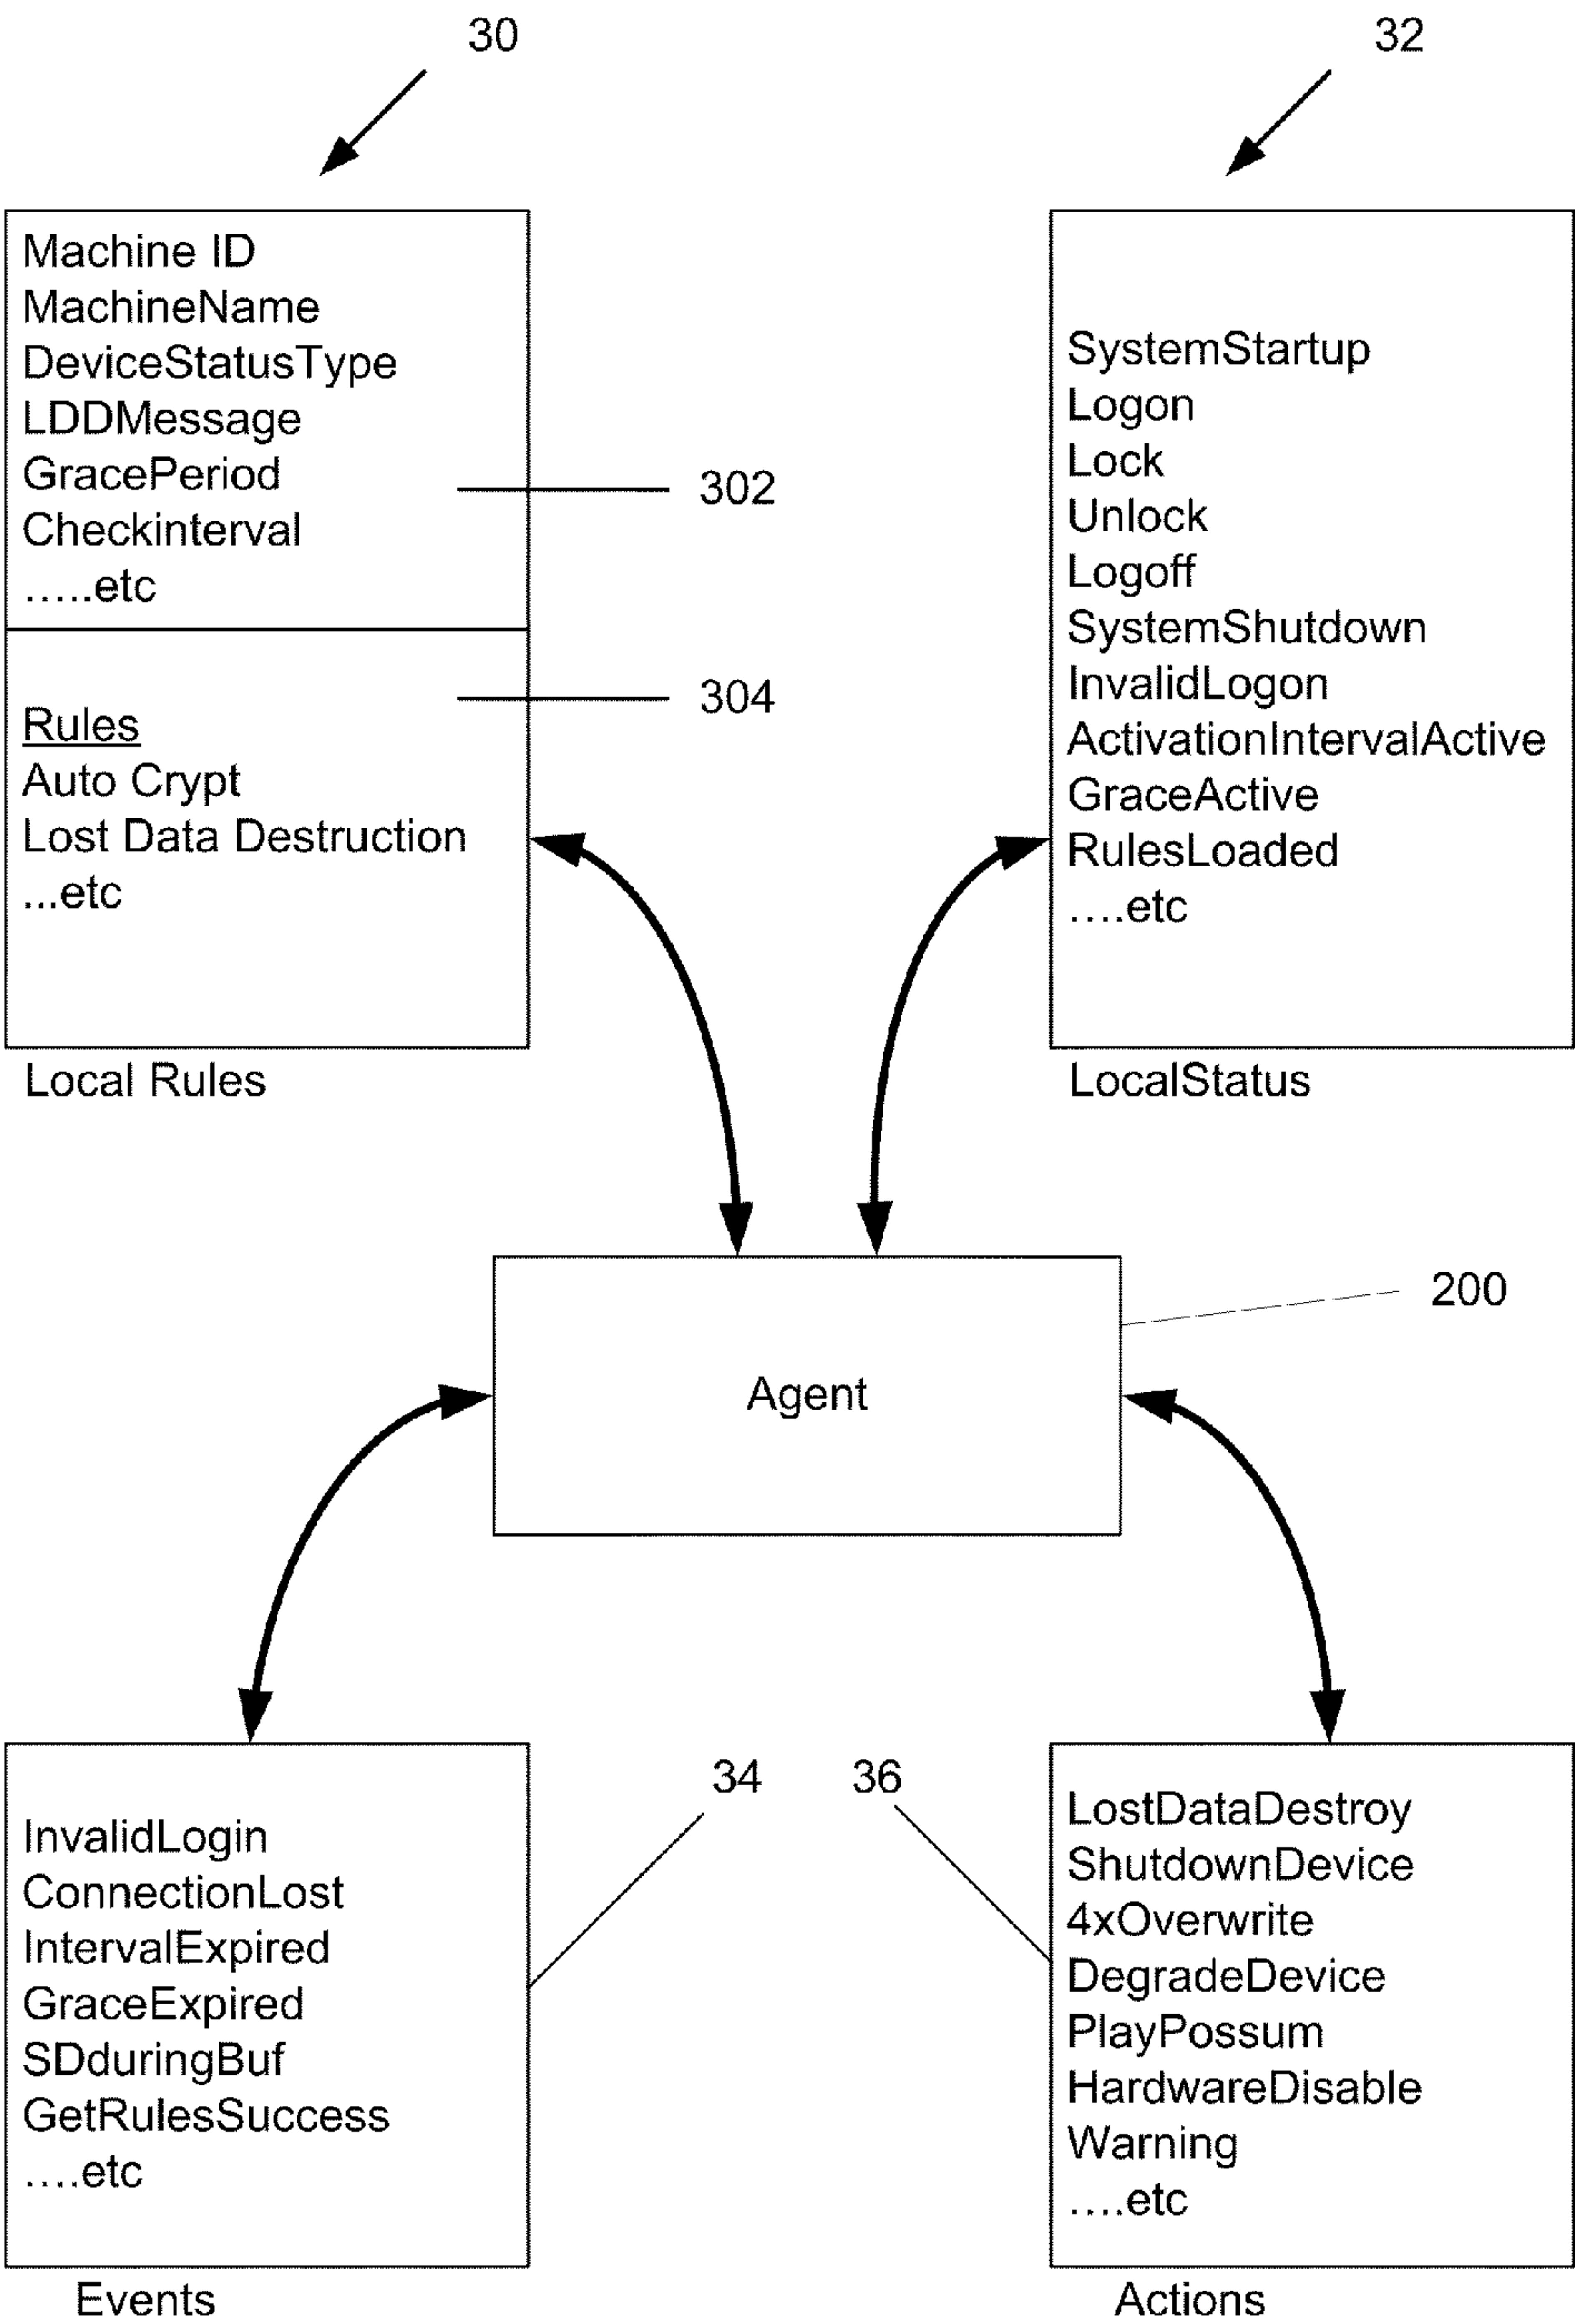 30
32
Machine ID
MachineName
DeviceStatusType
LDDMessage
GracePeriod
Checkinterval
.....etc
302
304
Rules
Auto Crypt
Lost Data Destruction
...etc
Local Rules
SystemStartup
Logon
Lock
Unlock
Logoff
SystemShutdown
InvalidLogon
ActivationIntervalActive
GraceActive
RulesLoaded
....etc
LocalStatus
Agent
200
InvalidLogin
ConnectionLost
IntervalExpired
GraceExpired
SDduringBuf
GetRulesSuccess
....etc
Events
34
36
LostDataDestroy
ShutdownDevice
4xOverwrite
DegradeDevice
PlayPossum
HardwareDisable
Warning
....etc
Actions